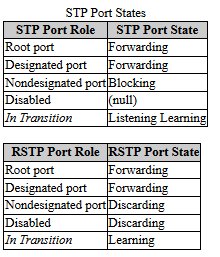 STP Port States
STP Port Role STP Port State
Root port Forwarding
Designated port Forwarding
Nondesignated port Blocking
Disabled (null)
In Transition Listening Learning
RSTP Port Role RSTP Port State
Root port Forwarding
Designated port Forwarding
Nondesignated port Discarding
Disabled Discarding
In Transition Learning